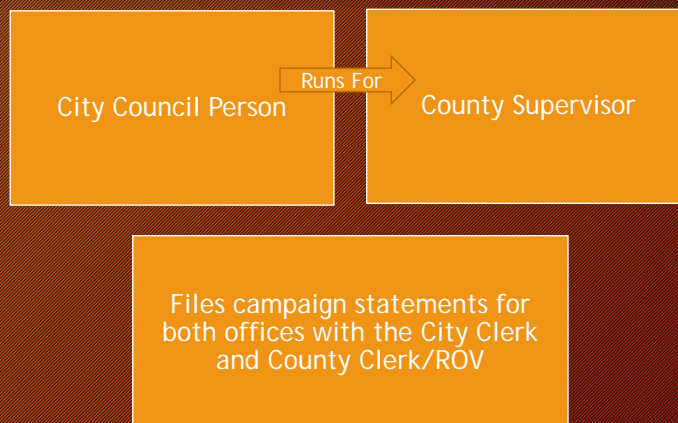 City Council Person
Runs For
County Supervisor
Files campaign statements for
both offices with the City Clerk
and County Clerk/ROV